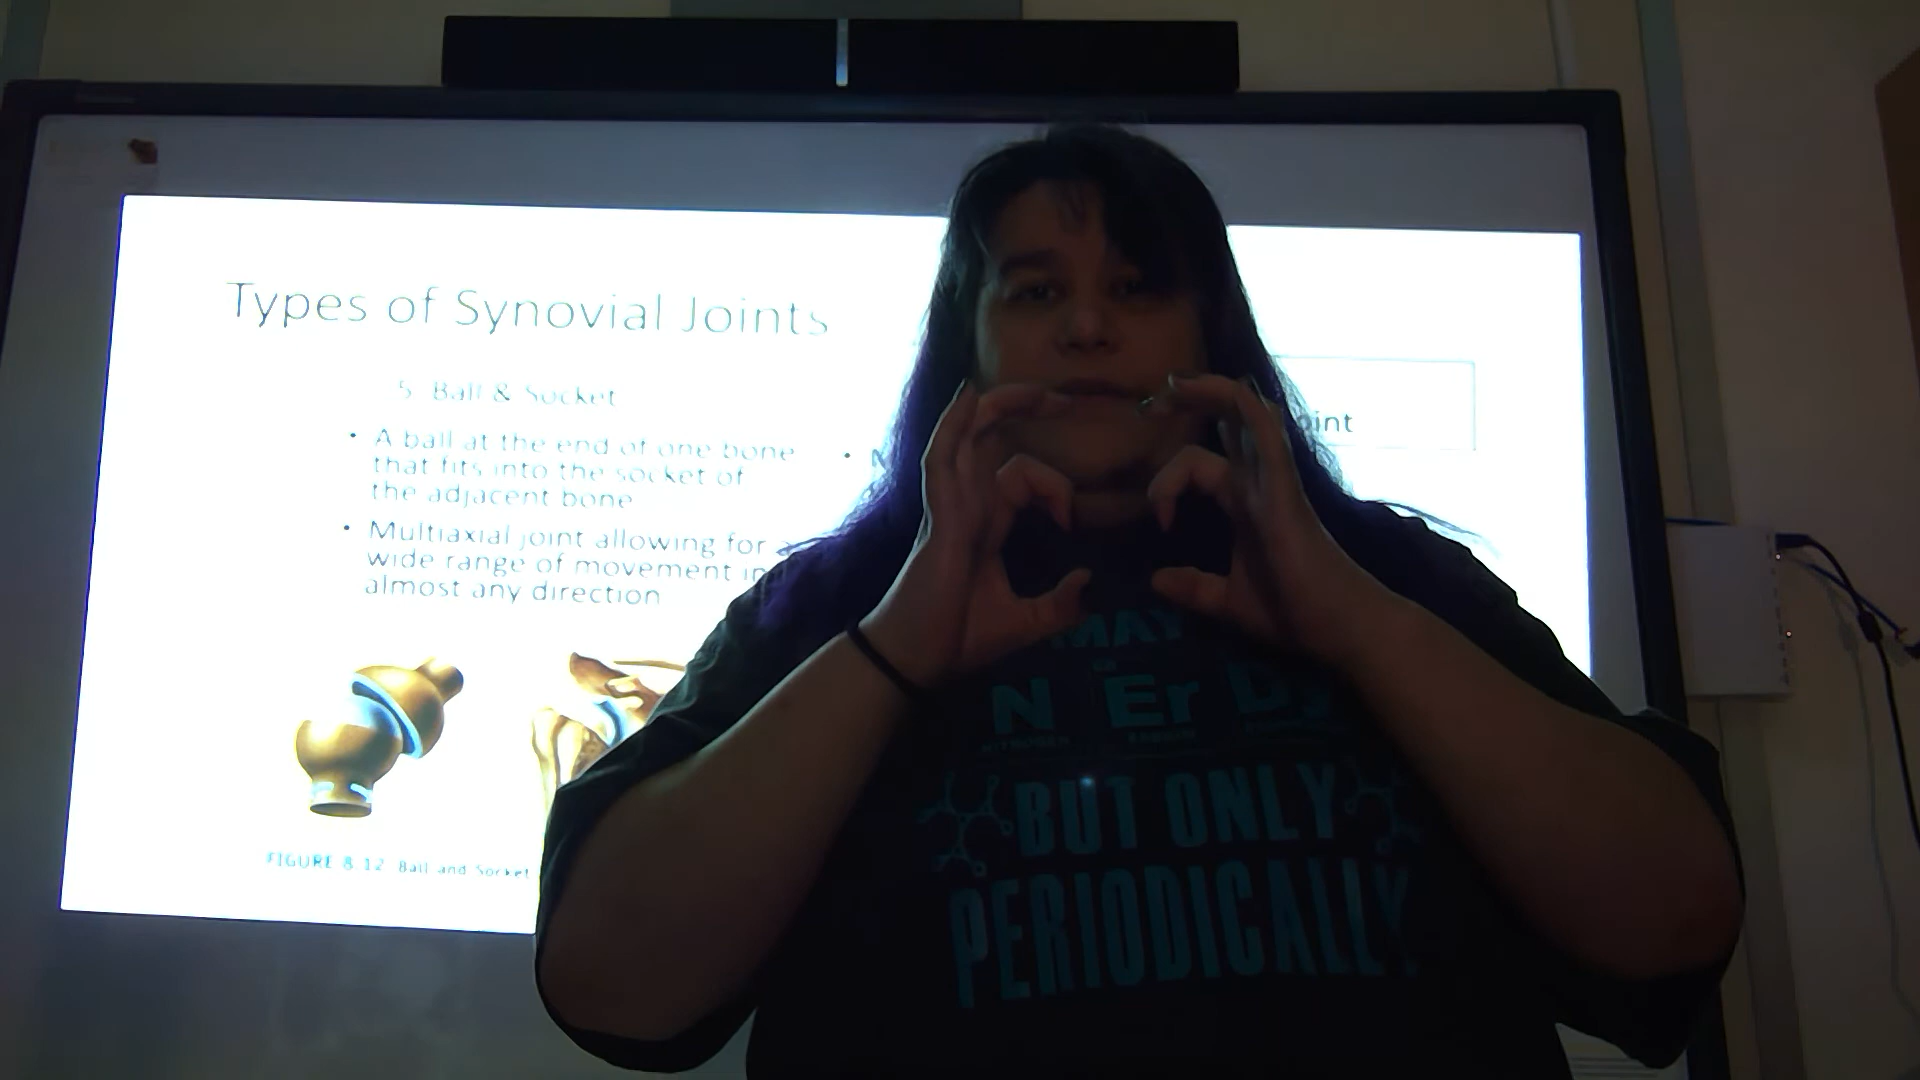 Types of Synovial Joints
5. Ball & Socket
• A ball at the end of one bone
that fits into the socket of
the adjacent bone
• Multiaxial joint allowing for a
wide range of movement in
almost any direction
FIGURE 8.12 Ball and Socket
MAY
N Er
NITROGEN
BUT ONLY
PERIODICALLY